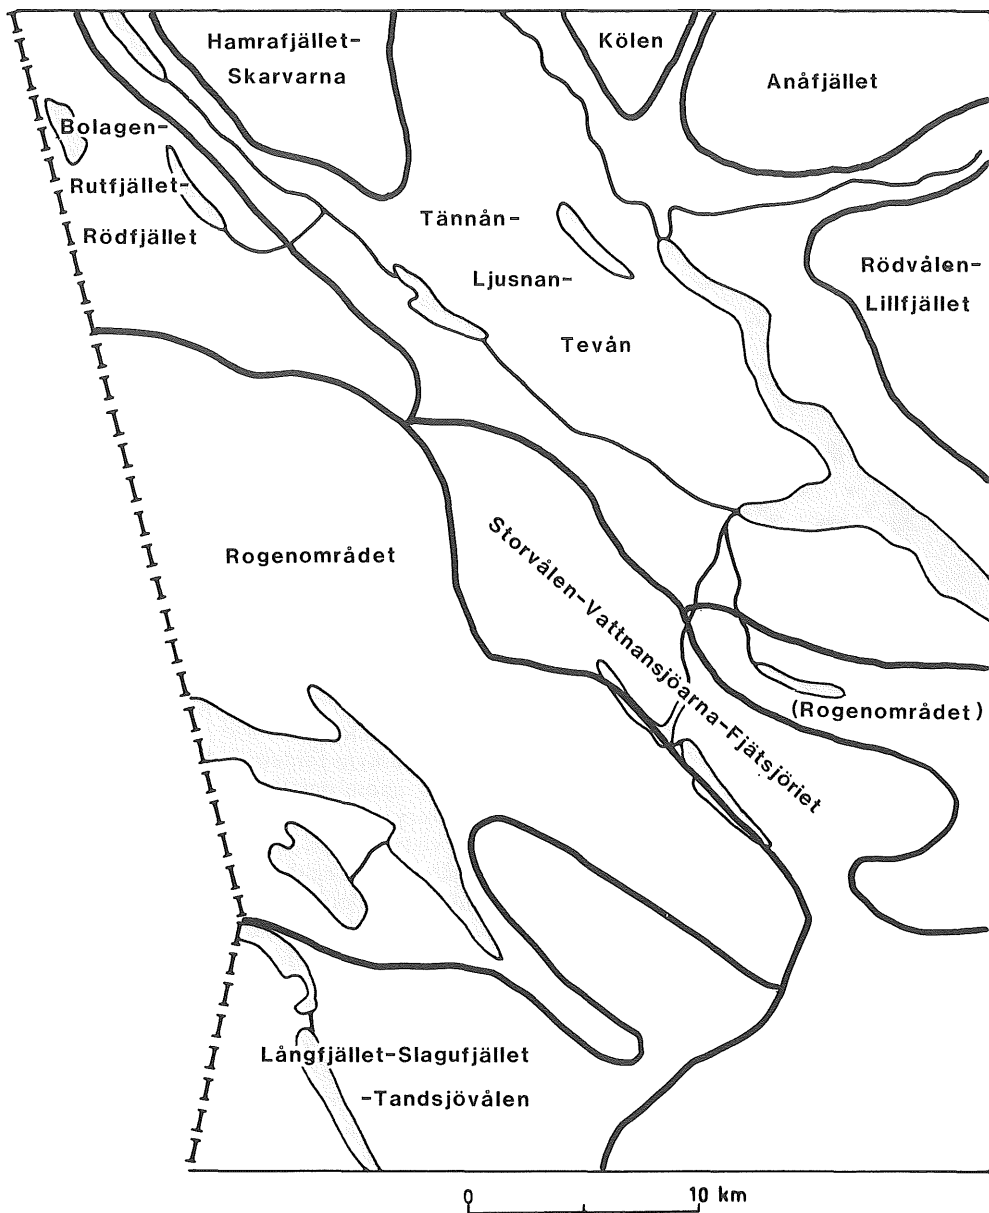 Hamrafjället-
Skarvarna
Kölen
Anåfjället
Bolagen-
Rutfjället-
Rödfjället
Tännån-
Ljusnan-
Tevån
Rödvålen-
Lillfjället
Rogenområdet
Storvålen-Vattnansjöarna-Fjätsjöriet
(Rogenområdet)
Långfjället-Slagufjället
-Tandsjövålen
0 10 km